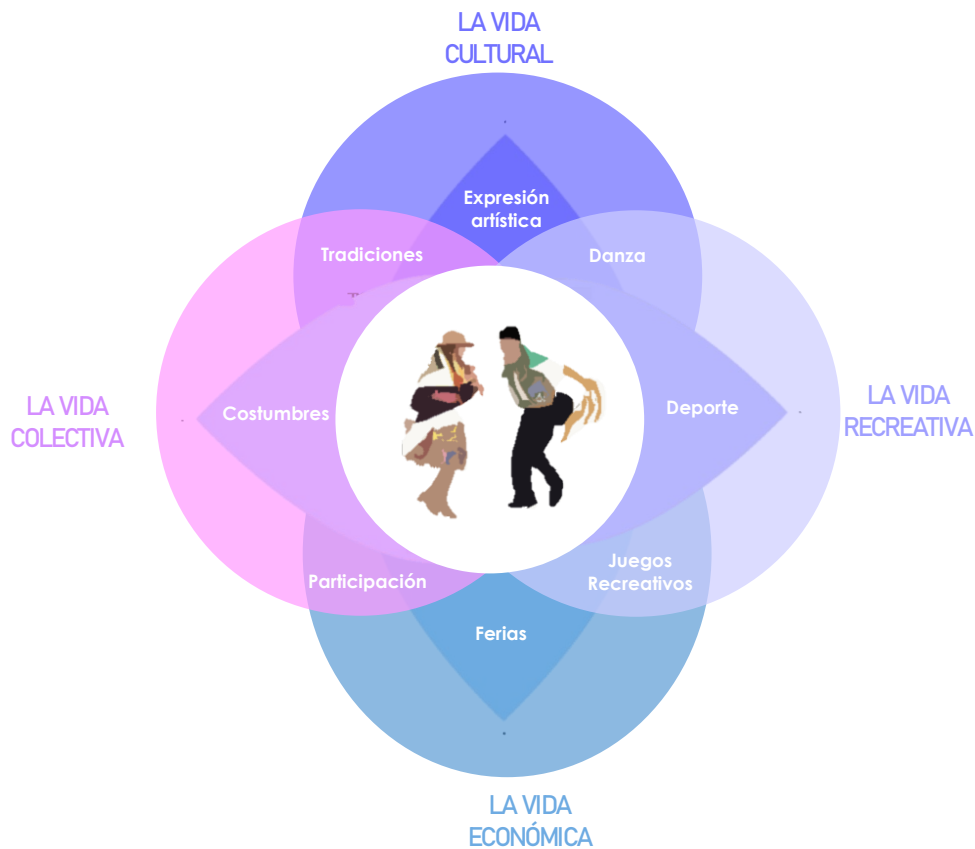 LA VIDA
CULTURAL
Expresión
artística
Tradiciones
Danza
LA VIDA
COLECTIVA
Costumbres
Deporte
LA VIDA
RECREATIVA
Participación
Juegos
Recreativos
Ferias
LA VIDA
ECONÓMICA